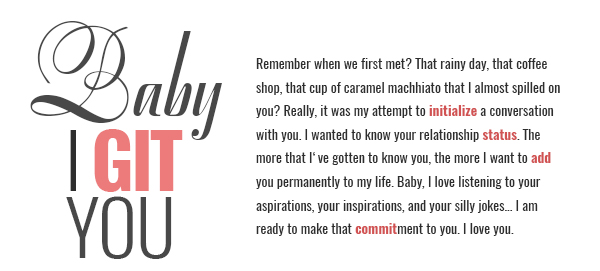 Baby
I GIT
YOU
Remember when we first met? That rainy day, that coffee
shop, that cup of caramel machhiato that I almost spilled on
you? Really, it was my attempt to initialize a conversation
with you. I wanted to know your relationship status. The
more that I've gotten to know you, the more I want to add
you permanently to my life. Baby, I love listening to your
aspirations, your inspirations, and your silly jokes... I am
ready to make that commitment to you. I love you.